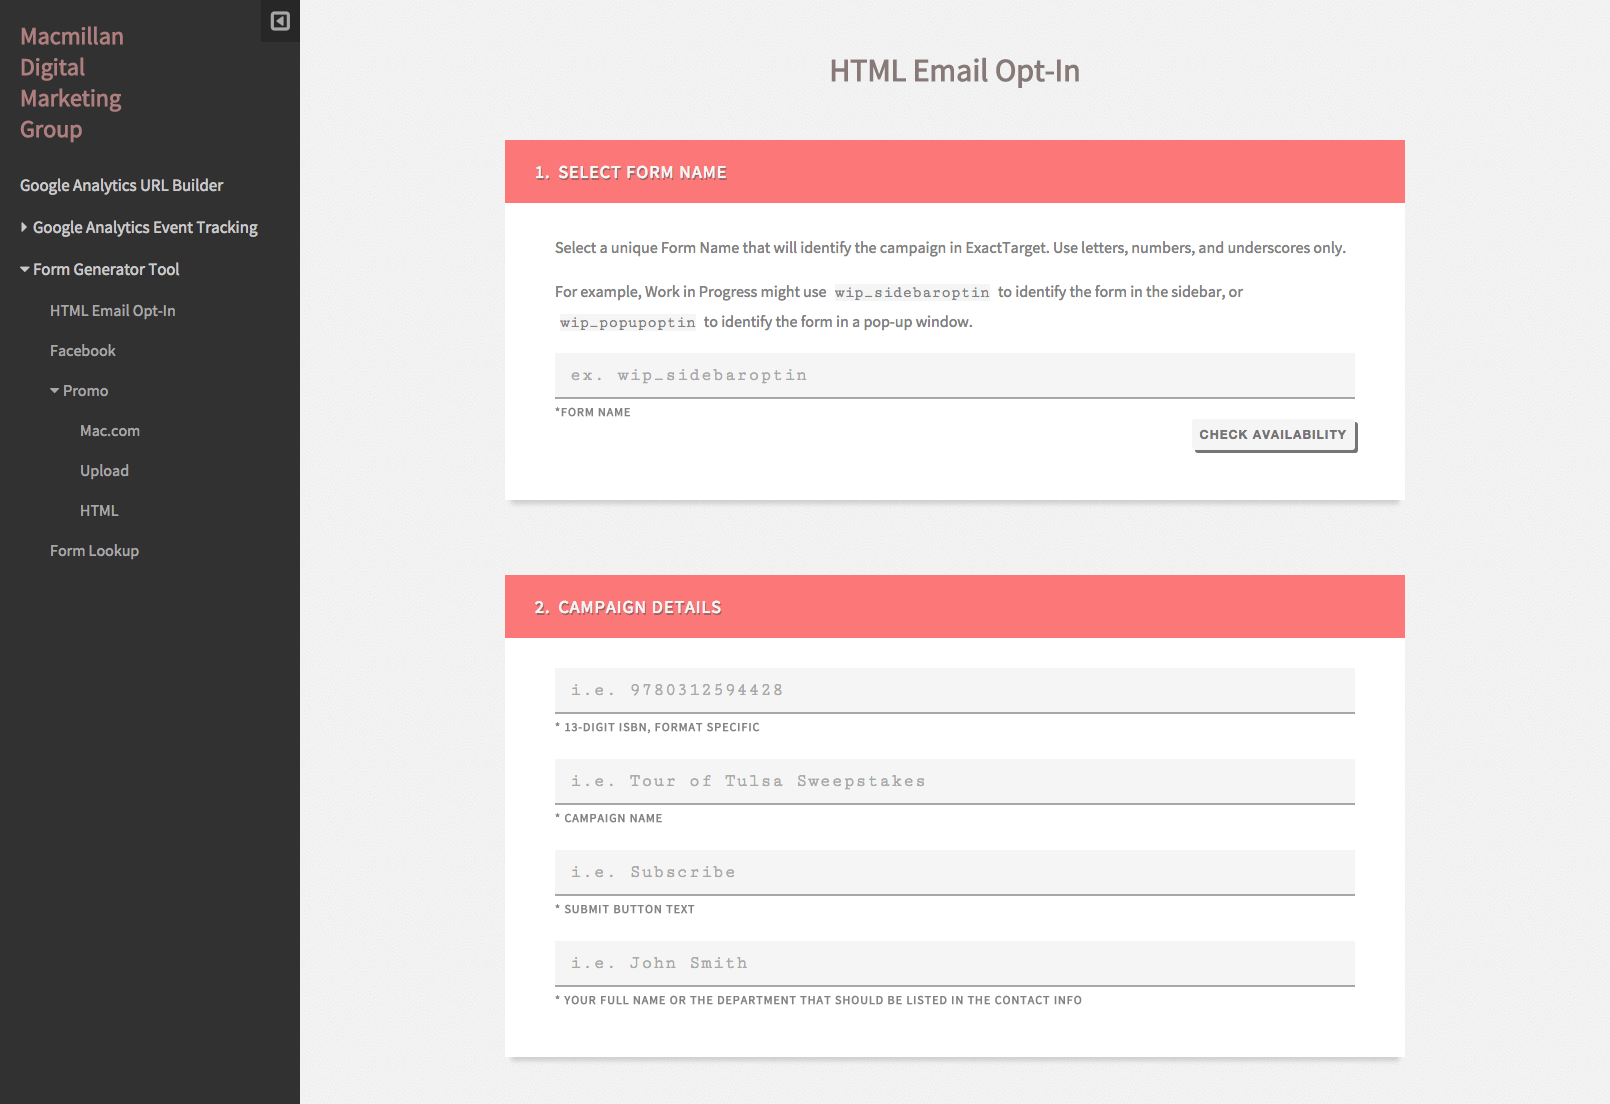 Macmillan
Digital
Marketing
Group
Google Analytics URL Builder
Google Analytics Event Tracking
Form Generator Tool
HTML Email Opt-In
Facebook
Promo
Mac.com
Upload
HTML
Form Lookup
HTML Email Opt-In
1. SELECT FORM NAME
Select a unique Form Name that will identify the campaign in ExactTarget. Use letters, numbers, and underscores only.
For example, Work in Progress might use wip_sidebaroptin to identify the form in the sidebar, or
wip_popupoptin to identify the form in a pop-up window.
ex. wip_sidebaroptin
*FORM NAME
CHECK AVAILABILITY
2. CAMPAIGN DETAILS
i.e. 9780312594428
* 13-DIGIT ISBN, FORMAT SPECIFIC
i.e. Tour of Tulsa Sweepstakes
* CAMPAIGN NAME
i.e. Subscribe
* SUBMIT BUTTON TEXT
i.e. John Smith
* YOUR FULL NAME OR THE DEPARTMENT THAT SHOULD BE LISTED IN THE CONTACT INFO